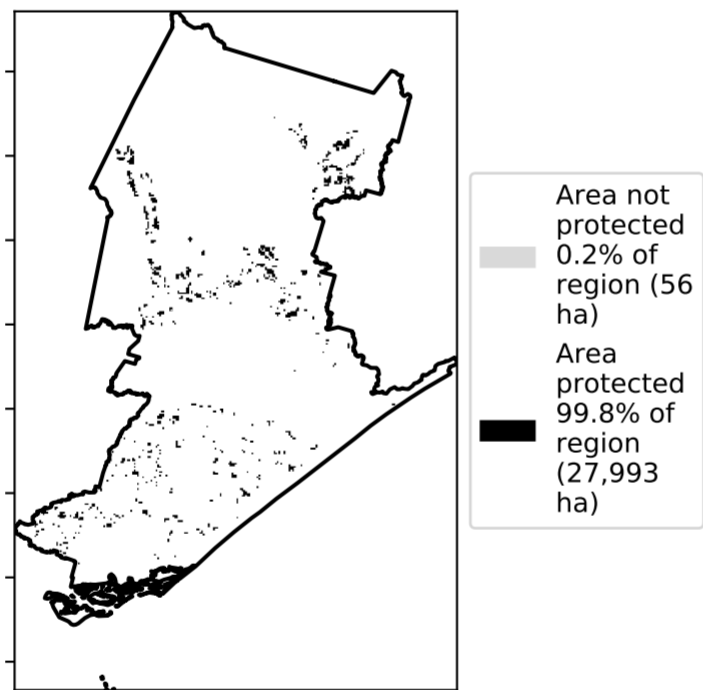 Area not
protected
0.2% of
region (56
ha)
Area
protected
99.8% of
region
(27,993
ha)